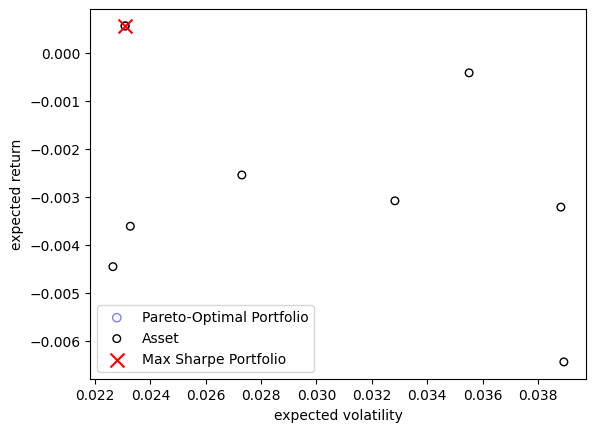 0.000
−0.001
−0.002
−0.003
−0.004
−0.005
−0.006
expected return
Pareto-Optimal Portfolio
Asset
Max Sharpe Portfolio
0.022 0.024 0.026 0.028 0.030 0.032 0.034 0.036 0.038
expected volatility